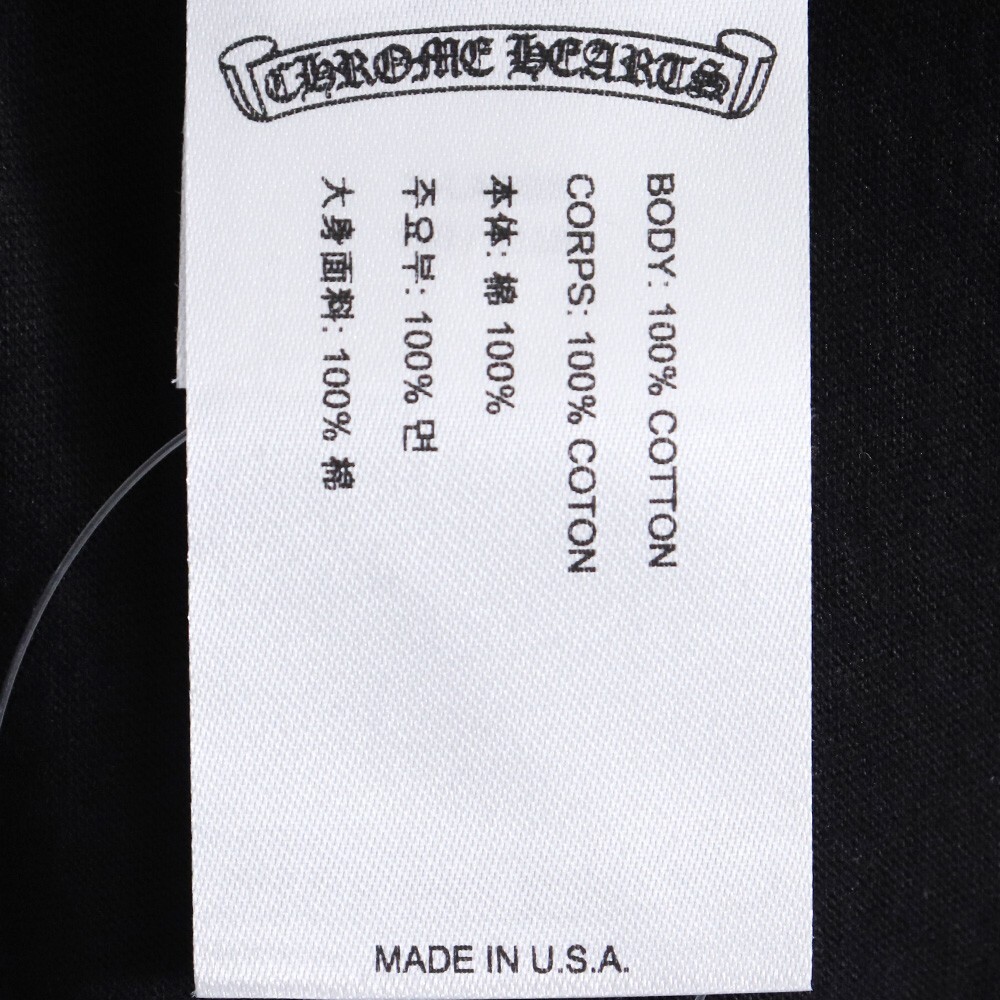 CHROME HEARTS
BODY: 100% COTTON
CORPS: 100% COTON
本体: 棉 100%
주요부: 100% 면
大身面料: 100% 棉
MADE IN U.S.A.